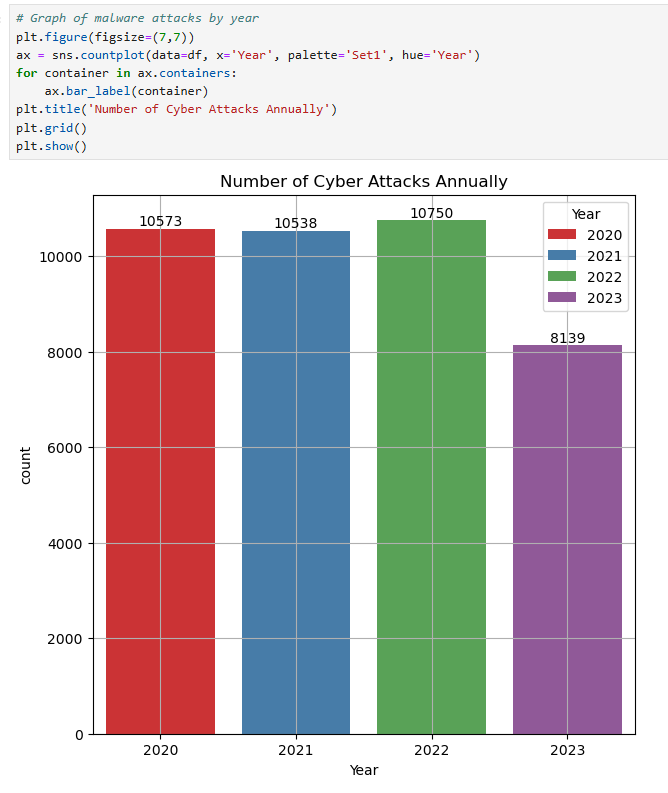 # Graph of malware attacks by year
plt.figure(figsize=(7,7))
ax = sns.countplot(data=df, x='Year', palette='Set1', hue='Year')
for container in ax.containers:
    ax.bar_label(container)
plt.title('Number of Cyber Attacks Annually')
plt.grid()
plt.show()
Number of Cyber Attacks Annually
10573
10538
10750
8139
Year
2020
2021
2022
2023
10000
8000
6000
4000
2000
0
count
2020 2021 2022 2023
Year